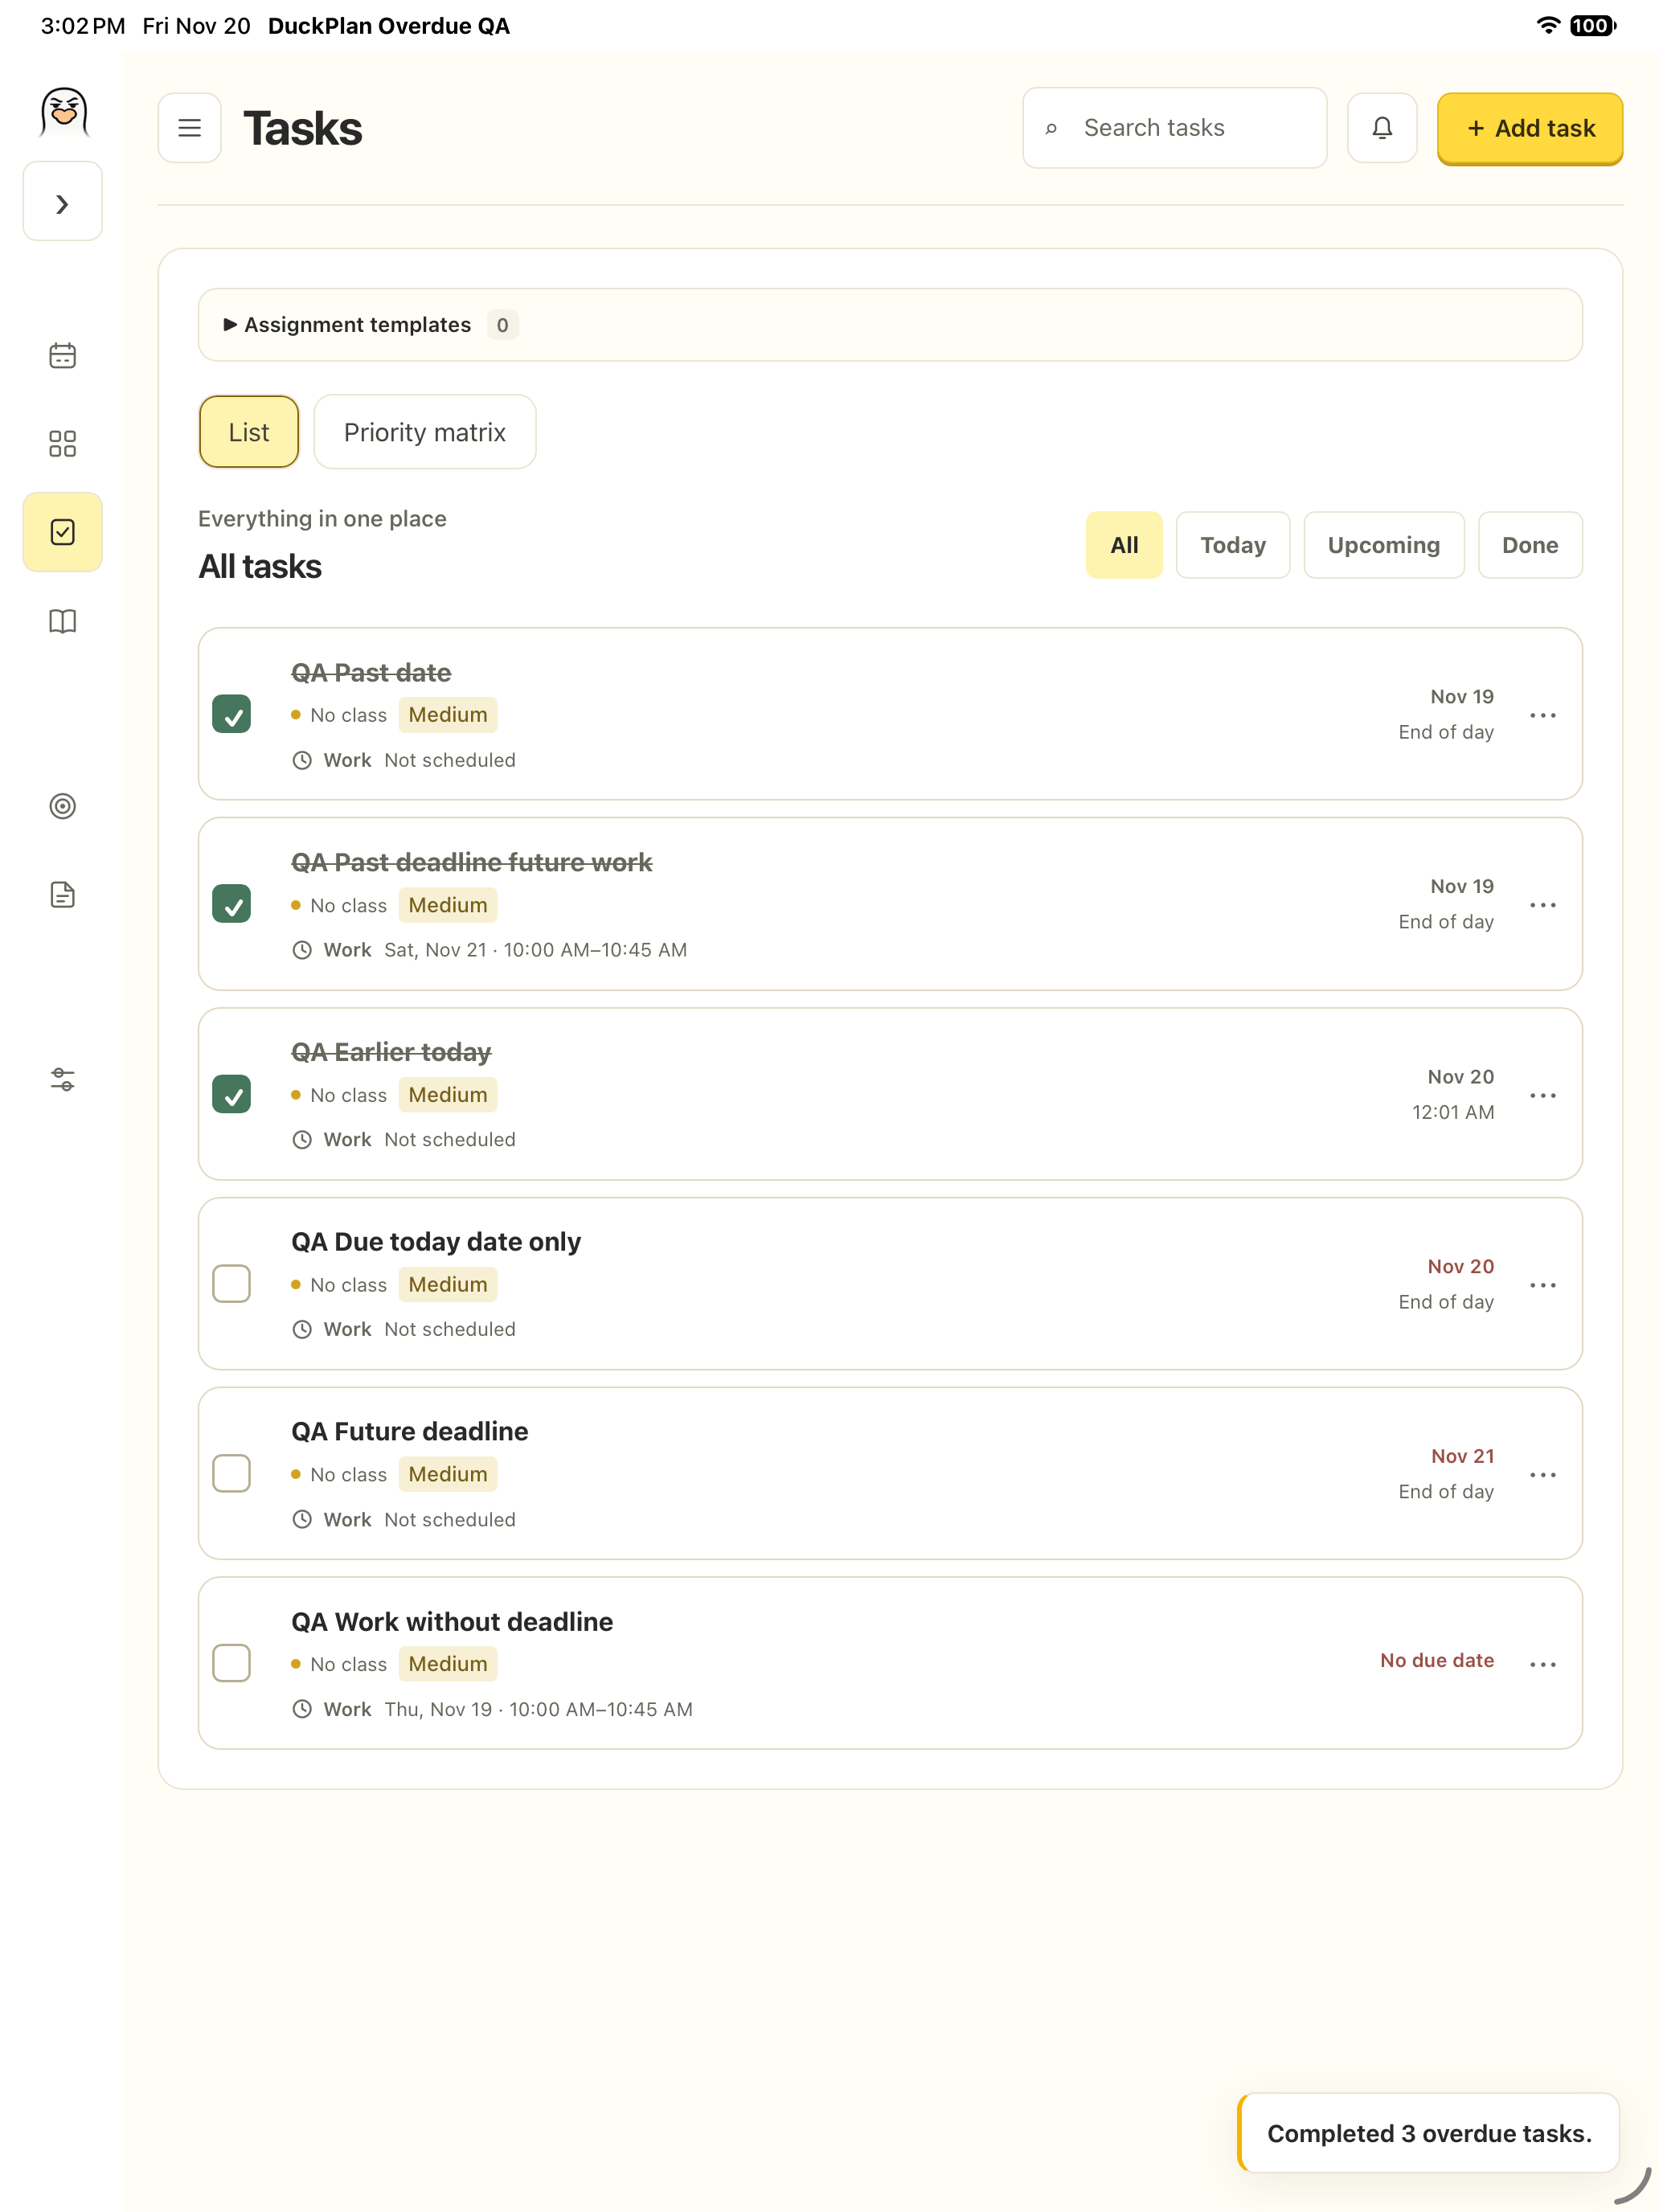 3:02 PM Fri Nov 20 DuckPlan Overdue QA
100
Tasks
Search tasks
+ Add task
Assignment templates 0
List
Priority matrix
Everything in one place
All tasks
All
Today
Upcoming
Done
QA Past date
No class Medium
Work Not scheduled
Nov 19
End of day
QA Past deadline future work
No class Medium
Work Sat, Nov 21 · 10:00 AM–10:45 AM
Nov 19
End of day
QA Earlier today
No class Medium
Work Not scheduled
Nov 20
12:01 AM
QA Due today date only
No class Medium
Work Not scheduled
Nov 20
End of day
QA Future deadline
No class Medium
Work Not scheduled
Nov 21
End of day
QA Work without deadline
No class Medium
Work Thu, Nov 19 · 10:00 AM–10:45 AM
No due date
Completed 3 overdue tasks.